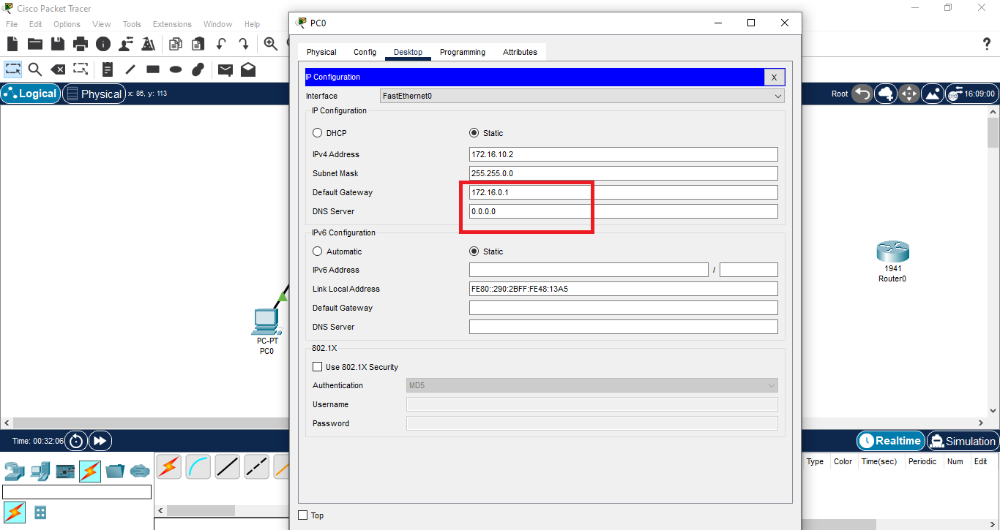 Cisco Packet Tracer
File Edit Options View Tools Extensions Window Help
Logical
Physical
x: 86, y: 113
PC-PT
PC0
Time: 00:32:06
PC0
Physical Config Desktop Programming Attributes
IP Configuration
X
Interface
FastEthernet0
IP Configuration
DHCP
Static
IPv4 Address
172.16.10.2
Subnet Mask
255.255.0.0
Default Gateway
172.16.0.1
DNS Server
0.0.0.0
IPv6 Configuration
Automatic
Static
IPv6 Address
/
Link Local Address
FE80::290:2BFF:FE48:13A5
Default Gateway
DNS Server
802.1X
Use 802.1X Security
Authentication
MD5
Username
Password
Top
?
Root
16:09:00
1941
Router0
Realtime
Simulation
Type Color Time(sec) Periodic Num Edit